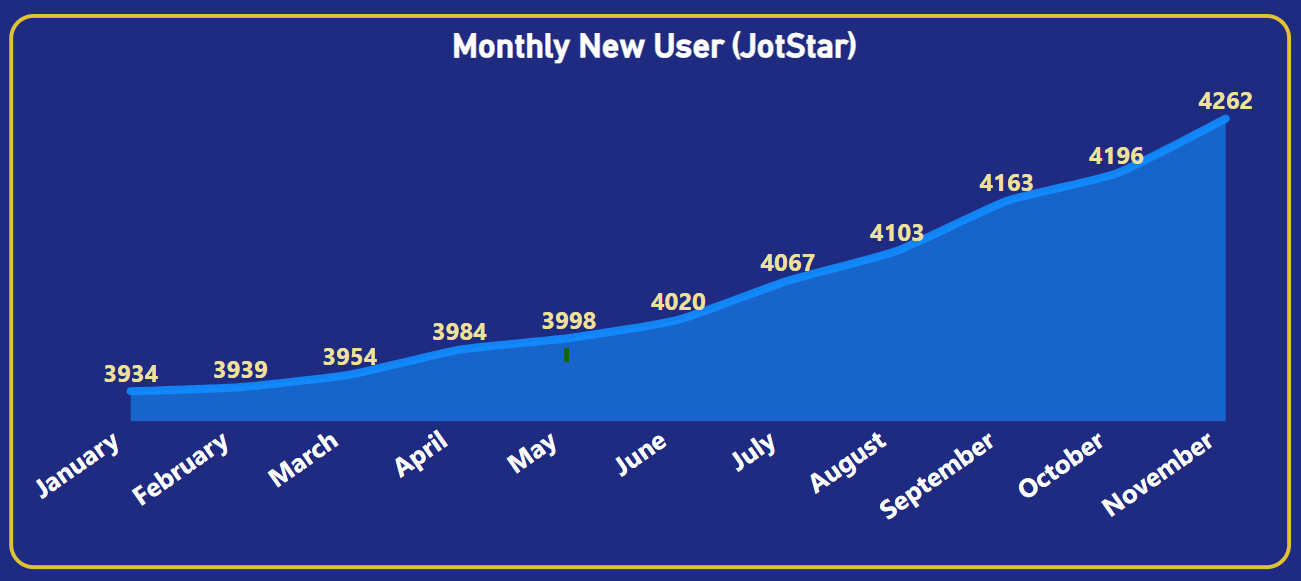 Monthly New User (JotStar)
4262
4196
4163
4103
4067
4020
3998
3984
3954
3939
3934
January
February
March
April
May
June
July
August
September
October
November